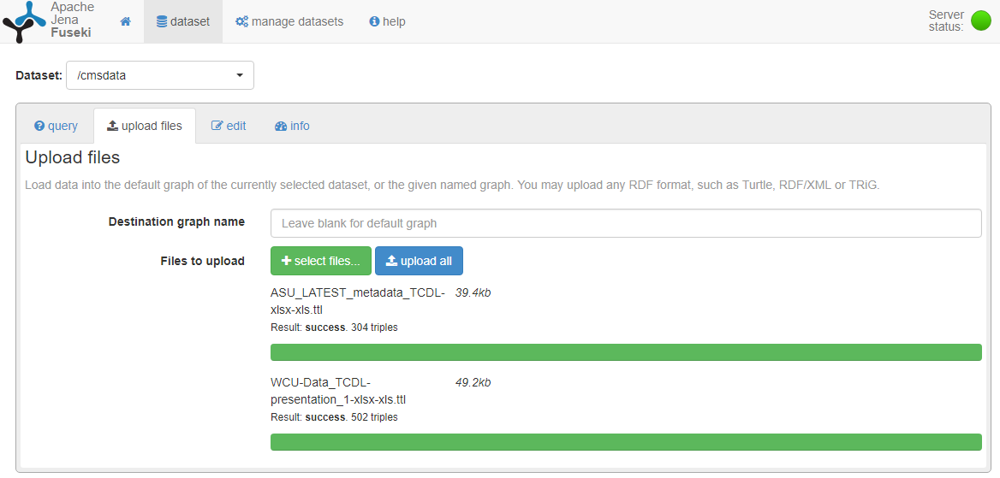 Apache
Jena
Fuseki
dataset
manage datasets
help
Server
status:
Dataset: /cmsdata
query
upload files
edit
info
Upload files
Load data into the default graph of the currently selected dataset, or the given named graph. You may upload any RDF format, such as Turtle, RDF/XML or TRiG.
Destination graph name
Leave blank for default graph
Files to upload
select files...
upload all
ASU_LATEST_metadata_TCDL- 39.4kb
xlsx-xls.ttl
Result: success. 304 triples
WCU-Data_TCDL- 49.2kb
presentation_1-xlsx-xls.ttl
Result: success. 502 triples